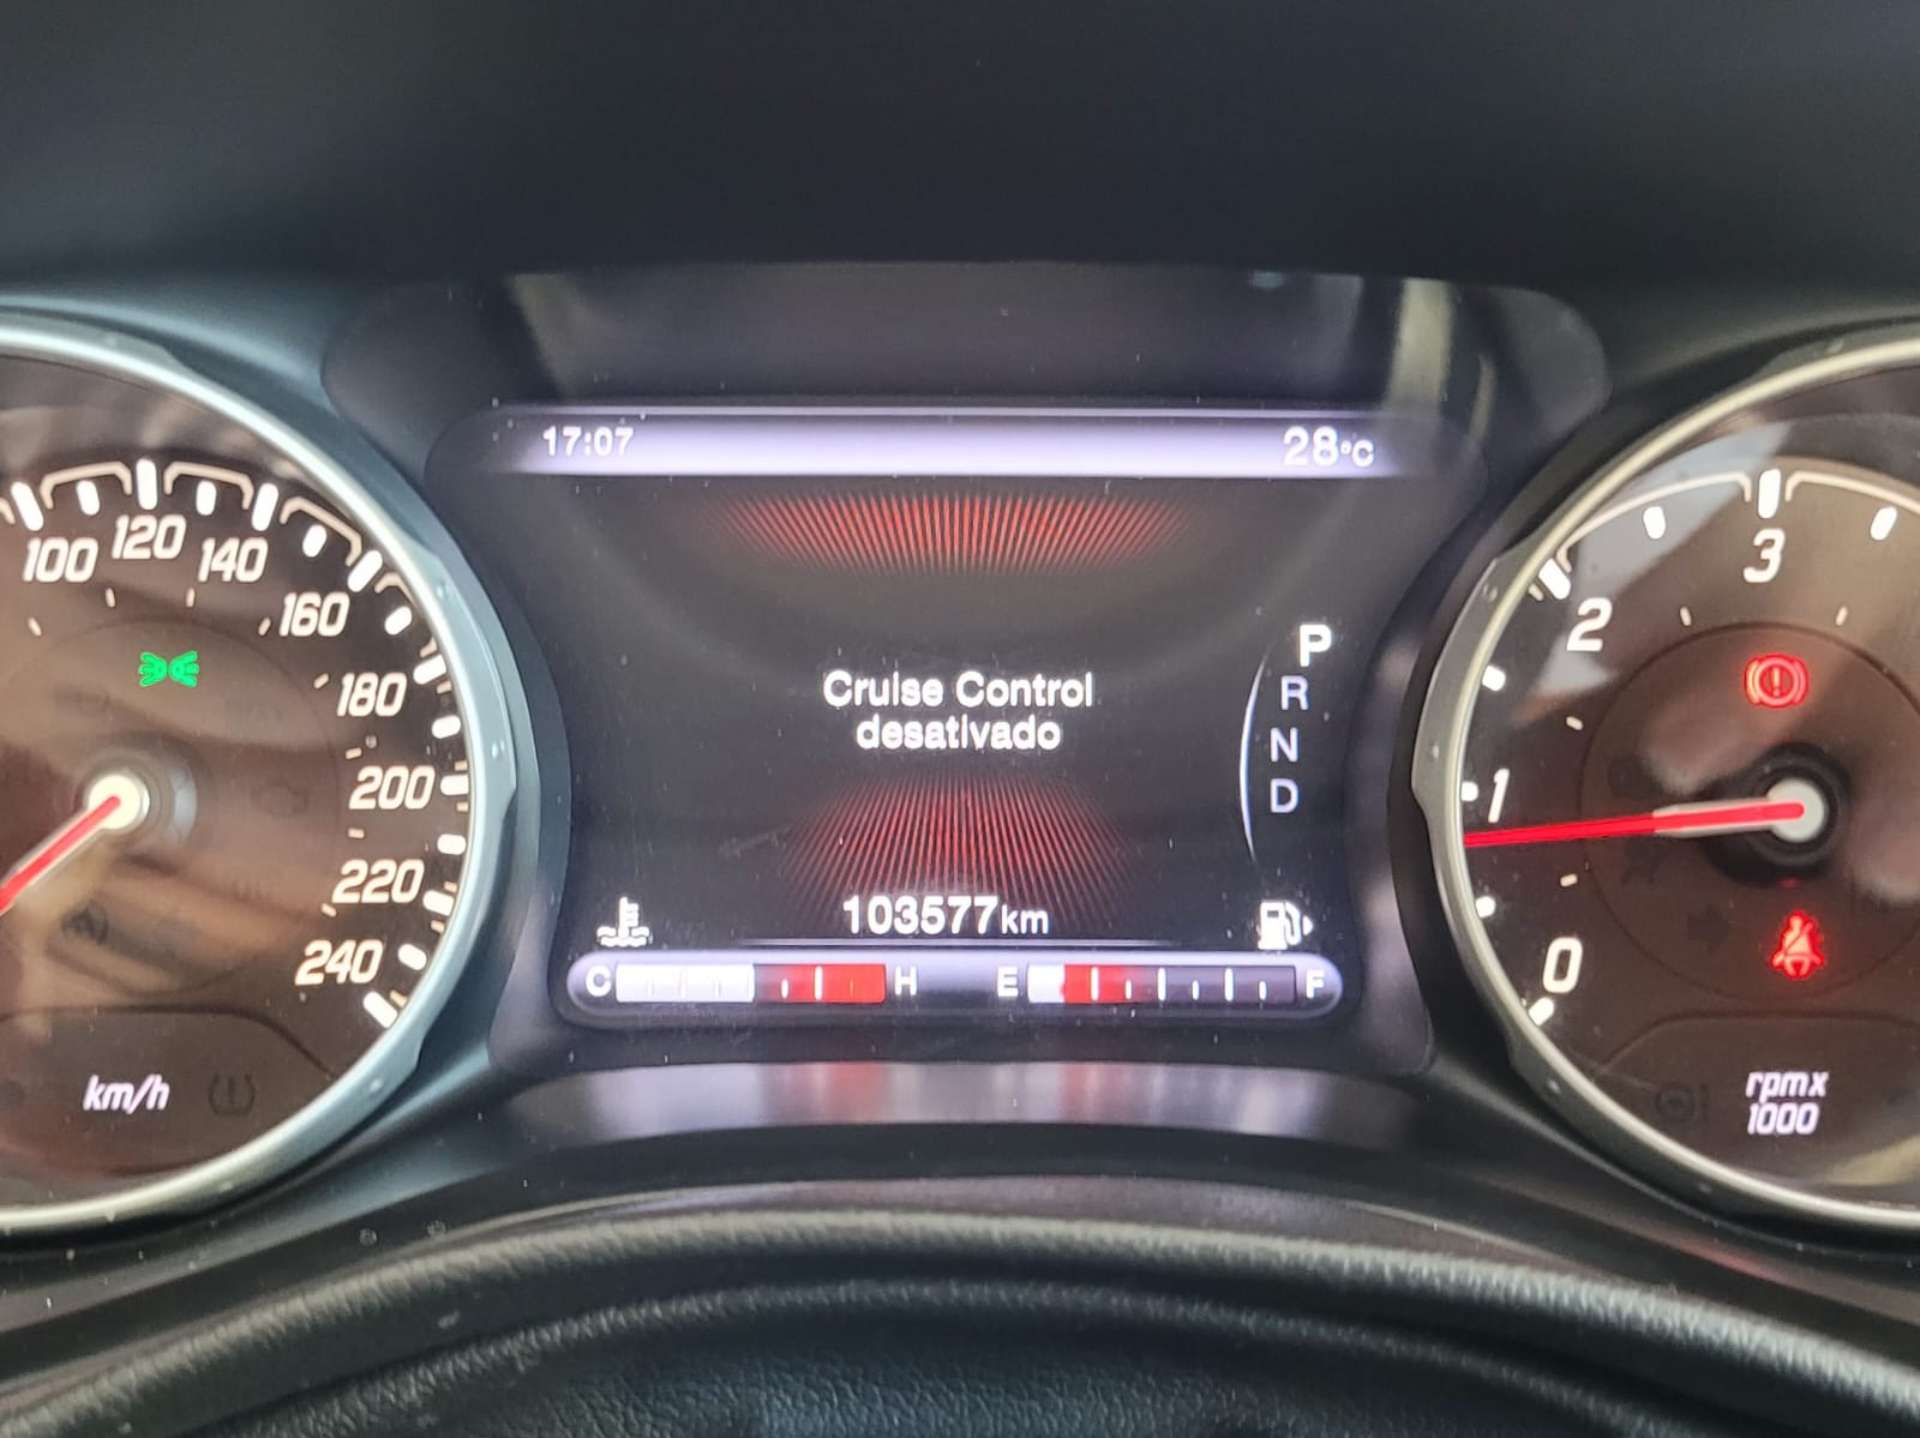 17:07
28°C
100
120
140
160
180
200
220
240
km/h
Cruise Control
desativado
P
R
N
D
103577km
C
H
E
F
0
1
2
3
rpmx
1000